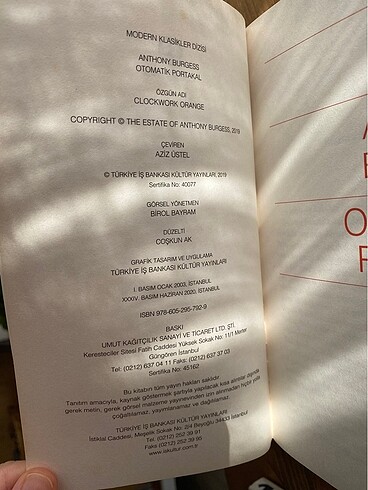 MODERN KLASİKLER DİZİSİ
ANTHONY BURGESS
OTOMATİK PORTAKAL
ÖZGÜN ADI
CLOCKWORK ORANGE
COPYRIGHT © THE ESTATE OF ANTHONY BURGESS, 2019
ÇEVİREN
AZİZ ÜSTEL
© TÜRKİYE İŞ BANKASI KÜLTÜR YAYINLARI, 2019
Sertifika No: 40077
GÖRSEL YÖNETMEN
BİROL BAYRAM
DÜZELTİ
COŞKUN AK
GRAFİK TASARIM VE UYGULAMA
TÜRKİYE İŞ BANKASI KÜLTÜR YAYINLARI
I. BASIM OCAK 2003, İSTANBUL
XXXIV. BASIM HAZİRAN 2020, İSTANBUL
ISBN 978-605-295-792-9
BASKI
UMUT KAĞITÇILIK SANAYİ VE TİCARET LTD. ŞTİ.
Keresteciler Sitesi Fatih Caddesi Yüksek Sokak No: 11/1 Merter
Güngören İstanbul
Tel: (0212) 637 04 11 Faks: (0212) 637 37 03
Sertifika No: 45162
Bu kitabın tüm yayın hakları saklıdır.
Tanıtım amacıyla, kaynak göstermek şartıyla yapılacak kısa alıntılar dışında
gerek metin, gerek görsel malzeme yayınevinden izin alınmadan hiçbir yolla
çoğaltılamaz, yayımlanamaz ve dağıtılamaz.
TÜRKİYE İŞ BANKASI KÜLTÜR YAYINLARI
İstiklal Caddesi, Meşelik Sokak No: 2/4 Beyoğlu 34433 İstanbul
Tel. (0212) 252 39 91
Faks (0212) 252 39 95
www.iskultur.com.tr
O